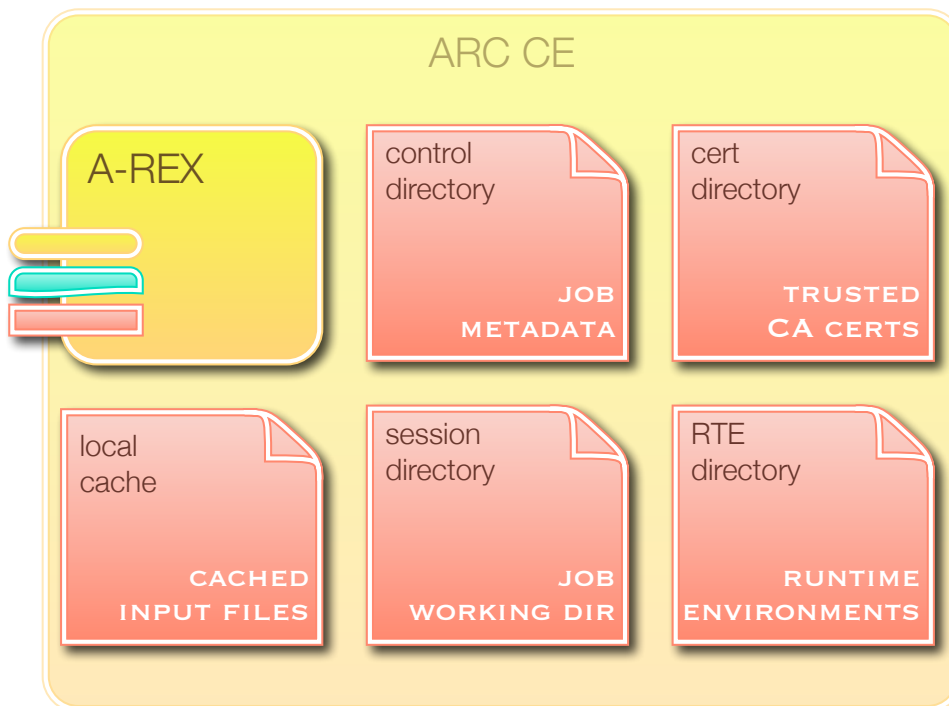 ARC CE
A-REX
control
directory
JOB
METADATA
cert
directory
TRUSTED
CA CERTS
local
cache
CACHED
INPUT FILES
session
directory
JOB
WORKING DIR
RTE
directory
RUNTIME
ENVIRONMENTS